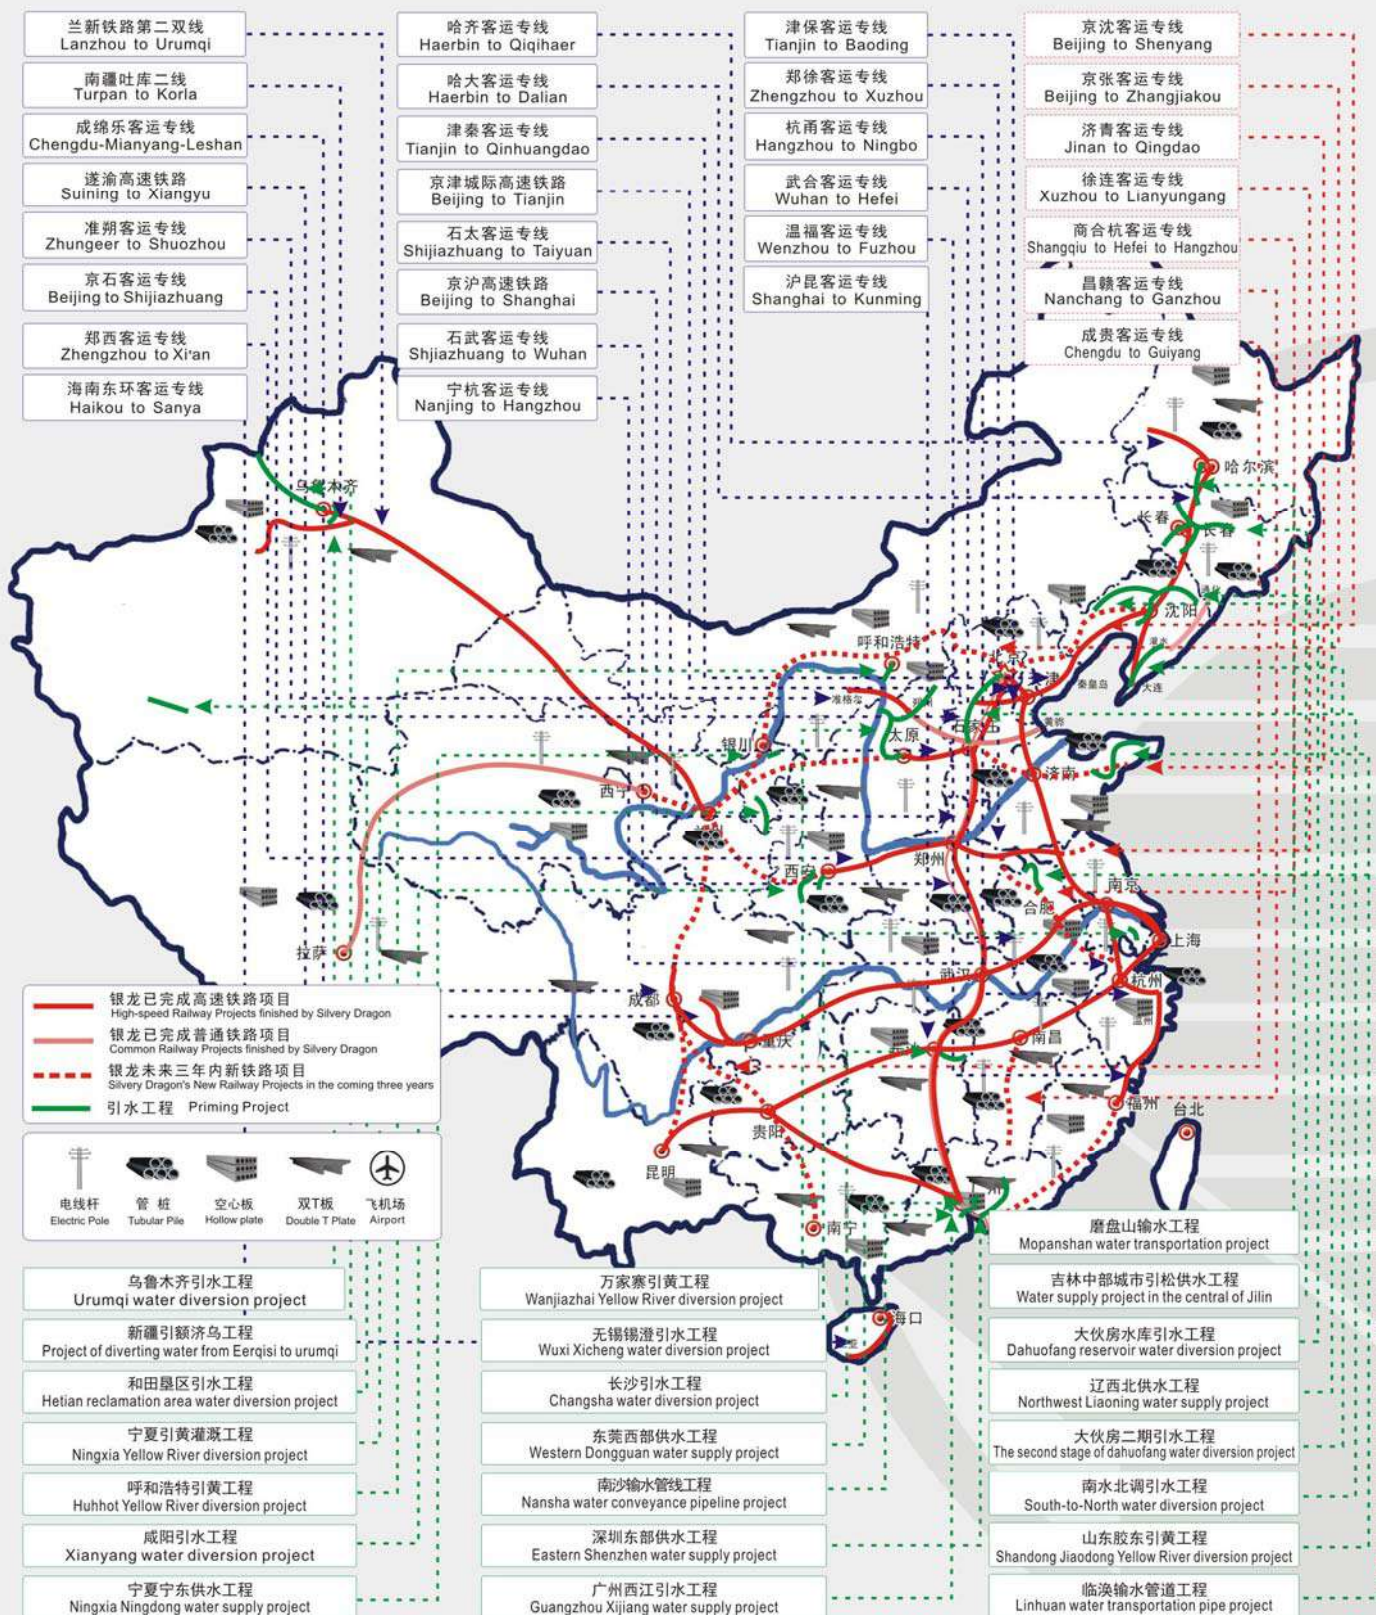 兰新铁路第二双线
Lanzhou to Urumqi
南疆吐库二线
Turpan to Korla
成绵乐客运专线
Chengdu-Mianyang-Leshan
遂渝高速铁路
Suining to Xiangyu
准朔客运专线
Zhungeer to Shuozhou
京石客运专线
Beijing to Shijiazhuang
郑西客运专线
Zhengzhou to Xi'an
海南东环客运专线
Haikou to Sanya
哈齐客运专线
Haerbin to Qiqihaer
哈大客运专线
Haerbin to Dalian
津秦客运专线
Tianjin to Qinhuangdao
京津城际高速铁路
Beijing to Tianjin
石太客运专线
Shijiazhuang to Taiyuan
京沪高速铁路
Beijing to Shanghai
石武客运专线
Shjiazhuang to Wuhan
宁杭客运专线
Nanjing to Hangzhou
津保客运专线
Tianjin to Baoding
郑徐客运专线
Zhengzhou to Xuzhou
杭甬客运专线
Hangzhou to Ningbo
武合客运专线
Wuhan to Hefei
温福客运专线
Wenzhou to Fuzhou
沪昆客运专线
Shanghai to Kunming
京沈客运专线
Beijing to Shenyang
京张客运专线
Beijing to Zhangjiakou
济青客运专线
Jinan to Qingdao
徐连客运专线
Xuzhou to Lianyungang
商合杭客运专线
Shangqiu to Hefei to Hangzhou
昌赣客运专线
Nanchang to Ganzhou
成贵客运专线
Chengdu to Guiyang
哈尔滨
乌鲁木齐
长春
长春
沈阳
呼和浩特
北京
秦皇岛
大连
准格尔
石家庄
黄骅
银川
太原
济南
西宁
郑州
西安
南京
合肥
拉萨
上海
武汉
杭州
成都
温州
重庆
南昌
福州
台北
贵阳
昆明
南宁
海口
银龙已完成高速铁路项目
High-speed Railway Projects finished by Silvery Dragon
银龙已完成普通铁路项目
Common Railway Projects finished by Silvery Dragon
银龙未来三年内新铁路项目
Silvery Dragon's New Railway Projects in the coming three years
引水工程 Priming Project
电线杆
Electric Pole
管 桩
Tubular Pile
空心板
Hollow plate
双T板
Double T Plate
飞机场
Airport
乌鲁木齐引水工程
Urumqi water diversion project
新疆引额济乌工程
Project of diverting water from Eerqisi to urumqi
和田垦区引水工程
Hetian reclamation area water diversion project
宁夏引黄灌溉工程
Ningxia Yellow River diversion project
呼和浩特引黄工程
Huhhot Yellow River diversion project
咸阳引水工程
Xianyang water diversion project
宁夏宁东供水工程
Ningxia Ningdong water supply project
万家寨引黄工程
Wanjiazhai Yellow River diversion project
无锡锡澄引水工程
Wuxi Xicheng water diversion project
长沙引水工程
Changsha water diversion project
东莞西部供水工程
Western Dongguan water supply project
南沙输水管线工程
Nansha water conveyance pipeline project
深圳东部供水工程
Eastern Shenzhen water supply project
广州西江引水工程
Guangzhou Xijiang water supply project
磨盘山输水工程
Mopanshan water transportation project
吉林中部城市引松供水工程
Water supply project in the central of Jilin
大伙房水库引水工程
Dahuofang reservoir water diversion project
辽西北供水工程
Northwest Liaoning water supply project
大伙房二期引水工程
The second stage of dahuofang water diversion project
南水北调引水工程
South-to-North water diversion project
山东胶东引黄工程
Shandong Jiaodong Yellow River diversion project
临涣输水管道工程
Linhuan water transportation pipe project